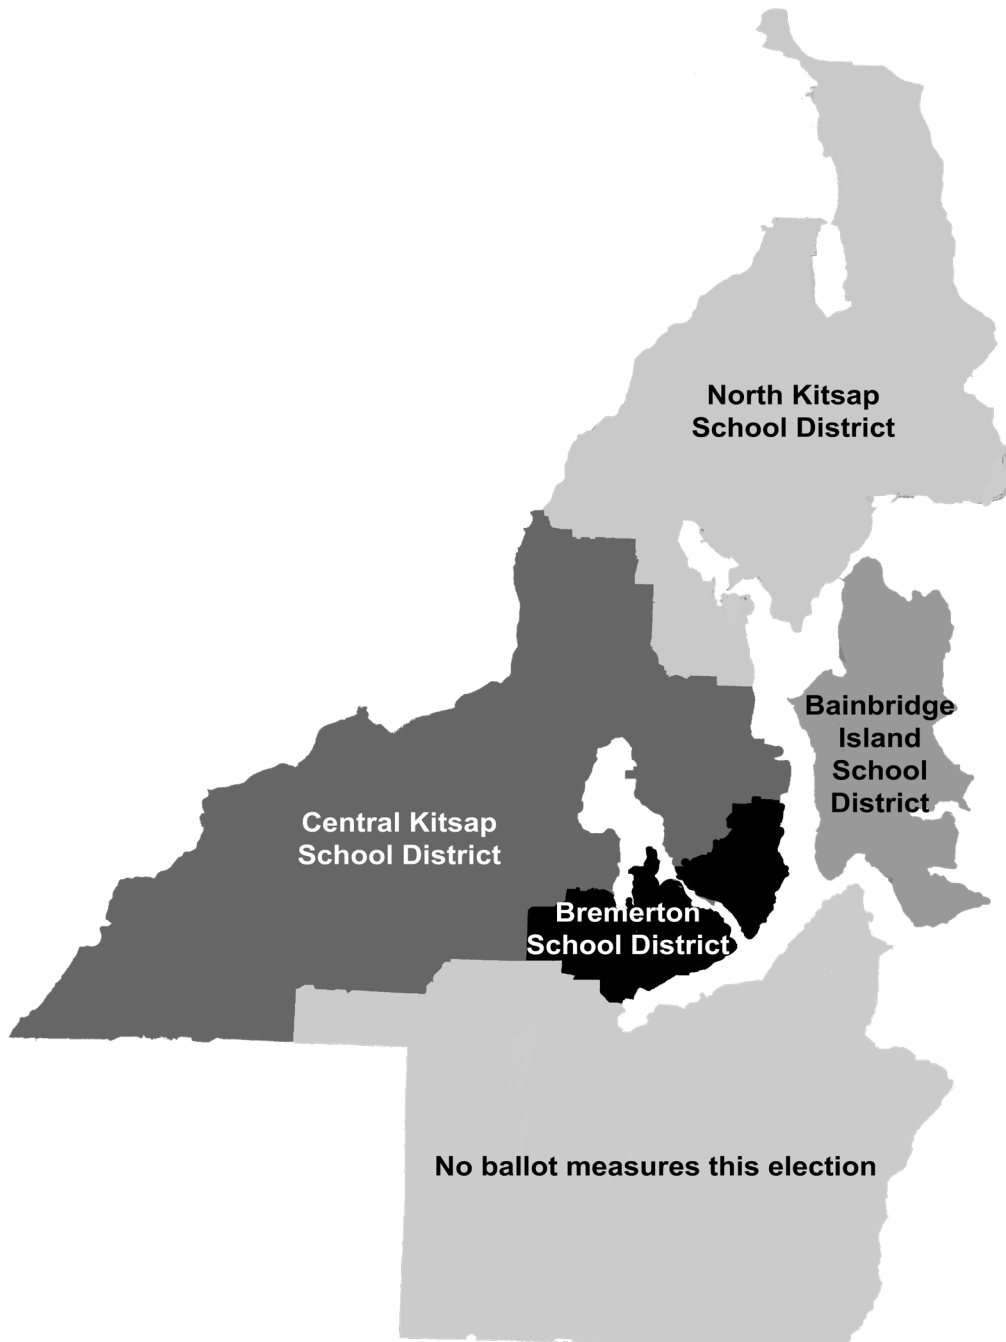 North Kitsap
School District
Bainbridge
Island
School
District
Central Kitsap
School District
Bremerton
School District
No ballot measures this election